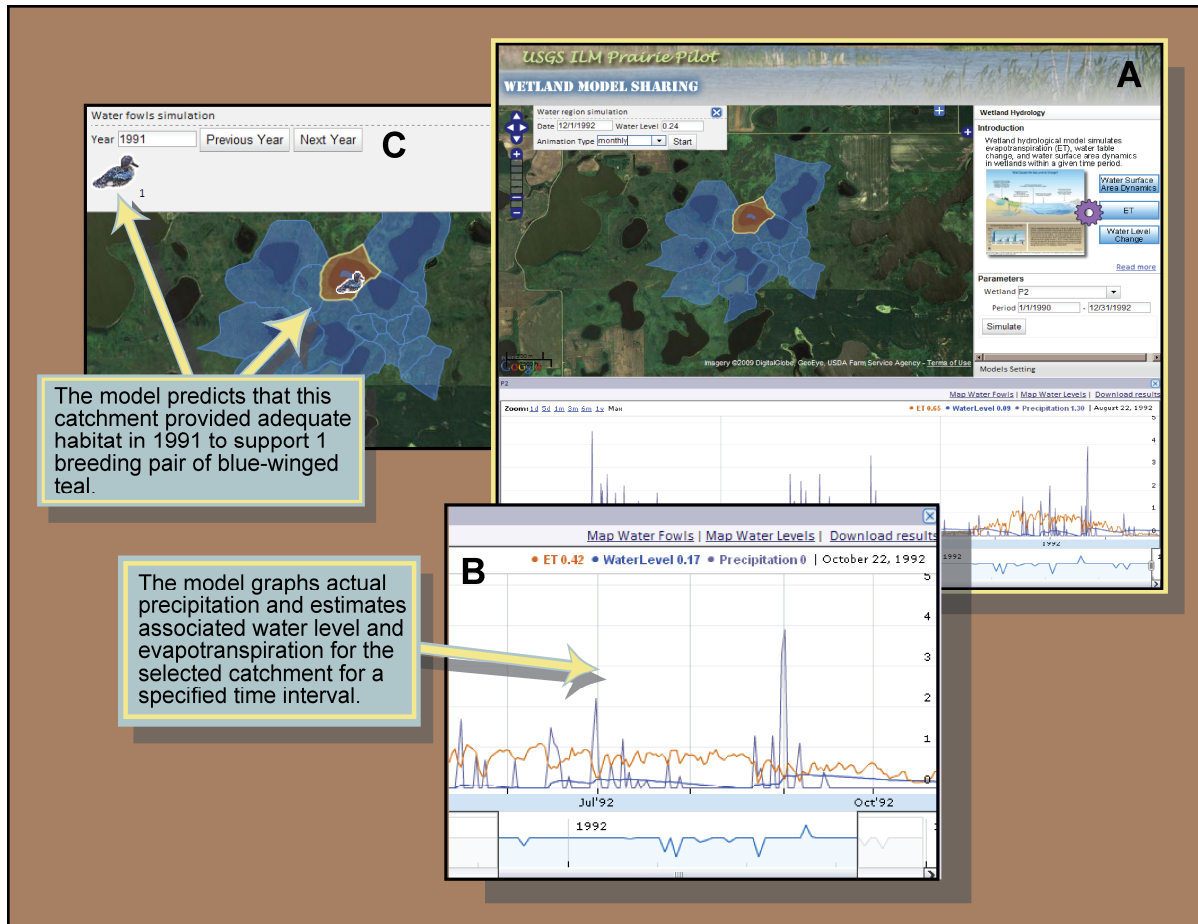 USGS ILM Prairie Pilot
WETLAND MODEL SHARING
A
Water region simulation
Date 12/1/1992 Water Level 0.24
Animation Type monthly Start
Wetland Hydrology
Introduction
Wetland hydrological model simulates
evapotranspiration (ET), water table
change, and water surface area dynamics
in wetlands within a given time period.
Water Surface
Area Dynamics
ET
Water Level
Change
Read more
Parameters
Wetland P2
Period 1/1/1990 - 12/31/1992
Simulate
Models Setting
Imagery ©2009 DigitalGlobe, GeoEye, USDA Farm Service Agency - Terms of Use
Google
P2
Map Water Fowls | Map Water Levels | Download results
Zoom: 1d 5d 1m 3m 6m 1y Max
ET 0.65 WaterLevel 0.09 Precipitation 1.30 | August 22, 1992
5
4
3
2
1
0
1992
1992
Water fowls simulation
Year 1991 Previous Year Next Year
C
1
The model predicts that this
catchment provided adequate
habitat in 1991 to support 1
breeding pair of blue-winged
teal.
The model graphs actual
precipitation and estimates
associated water level and
evapotranspiration for the
selected catchment for a
specified time interval.
Map Water Fowls | Map Water Levels | Download results
B
ET 0.42 WaterLevel 0.17 Precipitation 0 | October 22, 1992
5
4
3
2
1
0
Jul'92 Oct'92
1992